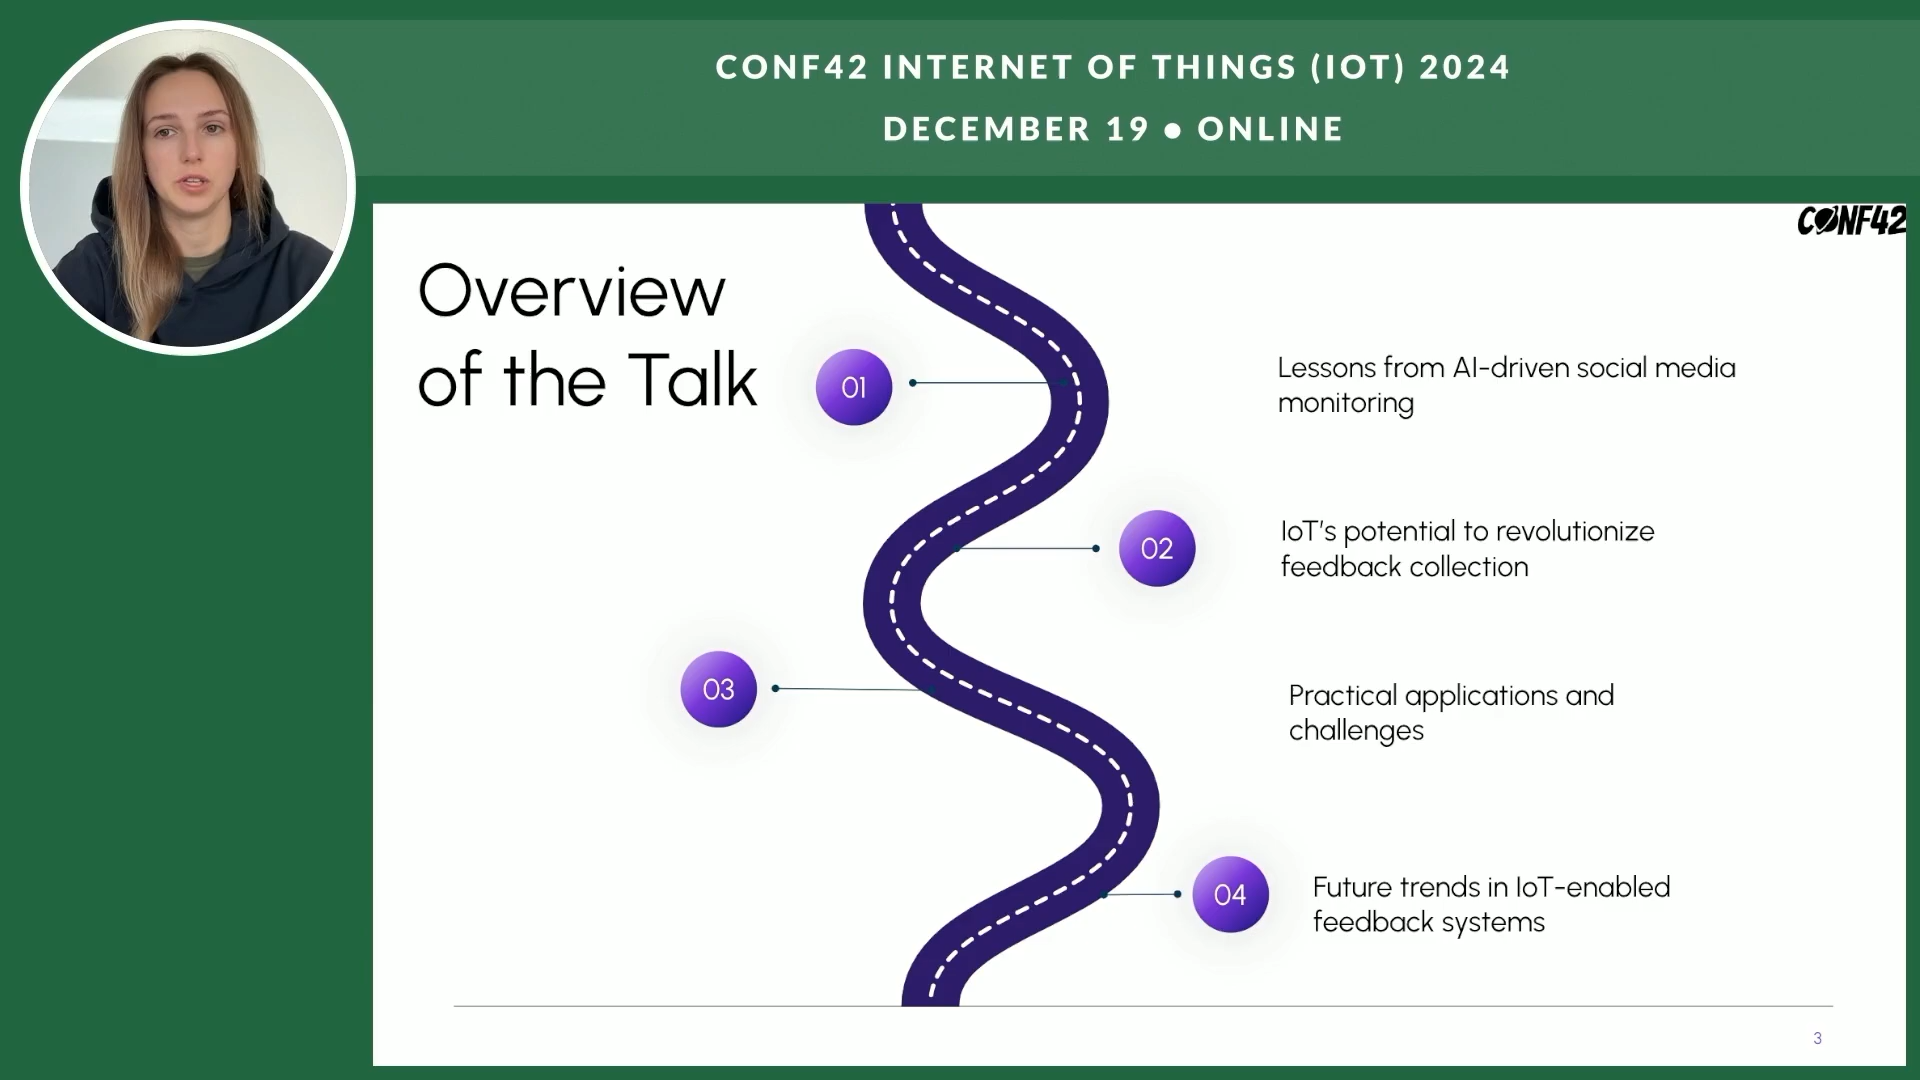 CONF42 INTERNET OF THINGS (IOT) 2024
DECEMBER 19 ● ONLINE
CONF42
Overview
of the Talk
01
Lessons from AI-driven social media
monitoring
02
IoT's potential to revolutionize
feedback collection
03
Practical applications and
challenges
04
Future trends in IoT-enabled
feedback systems
3